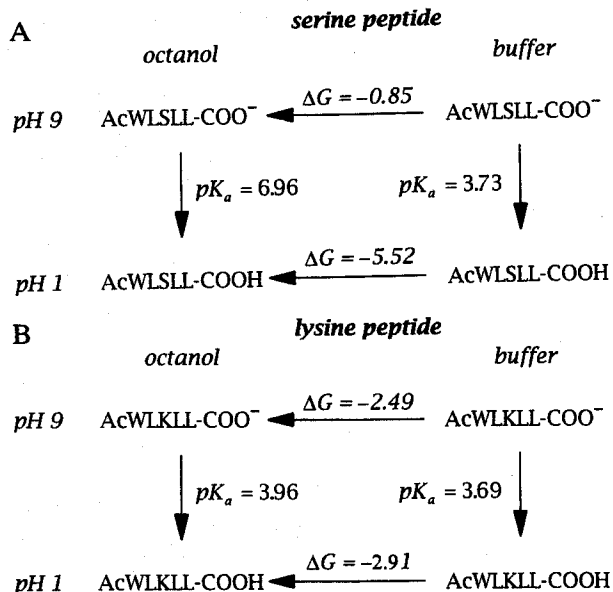 A
serine peptide
octanol
buffer
pH 9
AcWLSLL-COO⁻
ΔG = −0.85
AcWLSLL-COO⁻
pKₐ = 6.96
pKₐ = 3.73
pH 1
AcWLSLL-COOH
ΔG = −5.52
AcWLSLL-COOH
B
lysine peptide
octanol
buffer
pH 9
AcWLKLL-COO⁻
ΔG = −2.49
AcWLKLL-COO⁻
pKₐ = 3.96
pKₐ = 3.69
pH 1
AcWLKLL-COOH
ΔG = −2.91
AcWLKLL-COOH